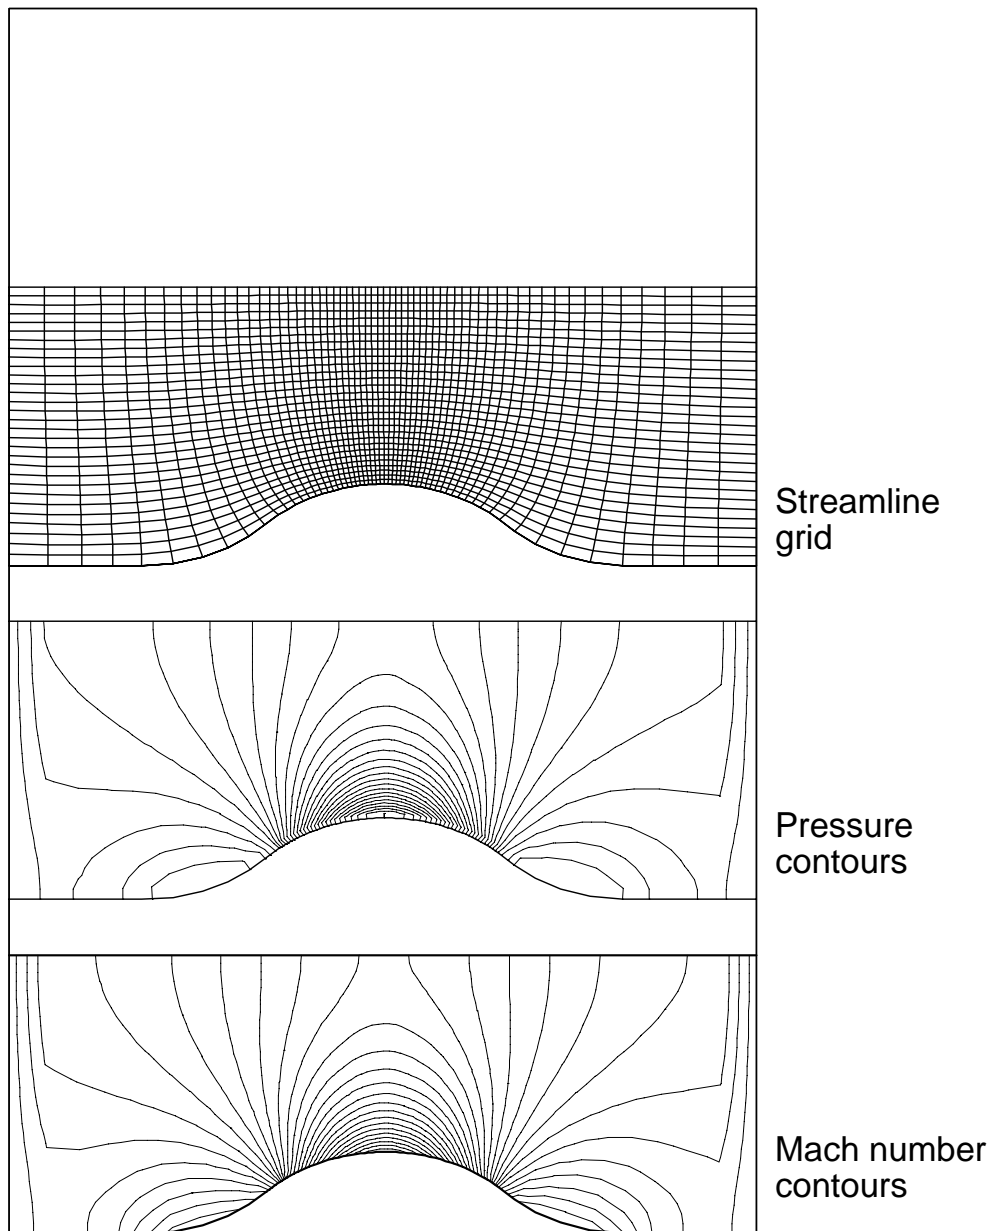 Streamline
grid
Pressure
contours
Mach number
contours